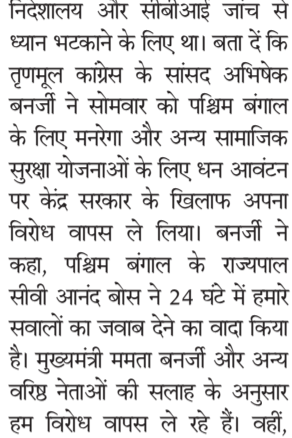 निदेशालय और सीबीआई जांच से
ध्यान भटकाने के लिए था। बता दें कि
तृणमूल कांग्रेस के सांसद अभिषेक
बनर्जी ने सोमवार को पश्चिम बंगाल
के लिए मनरेगा और अन्य सामाजिक
सुरक्षा योजनाओं के लिए धन आवंटन
पर केंद्र सरकार के खिलाफ अपना
विरोध वापस ले लिया। बनर्जी ने
कहा, पश्चिम बंगाल के राज्यपाल
सीवी आनंद बोस ने 24 घंटे में हमारे
सवालों का जवाब देने का वादा किया
है। मुख्यमंत्री ममता बनर्जी और अन्य
वरिष्ठ नेताओं की सलाह के अनुसार
हम विरोध वापस ले रहे हैं। वहीं,